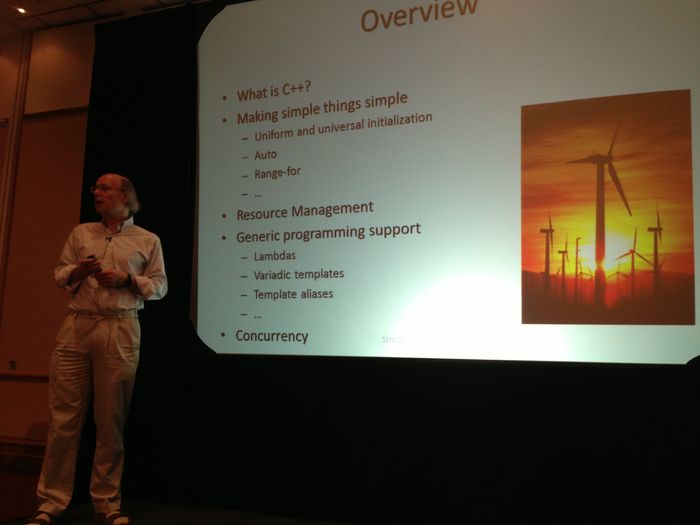 Overview
• What is C++?
• Making simple things simple
– Uniform and universal initialization
– Auto
– Range-for
– ...
• Resource Management
• Generic programming support
– Lambdas
– Variadic templates
– Template aliases
– ...
• Concurrency